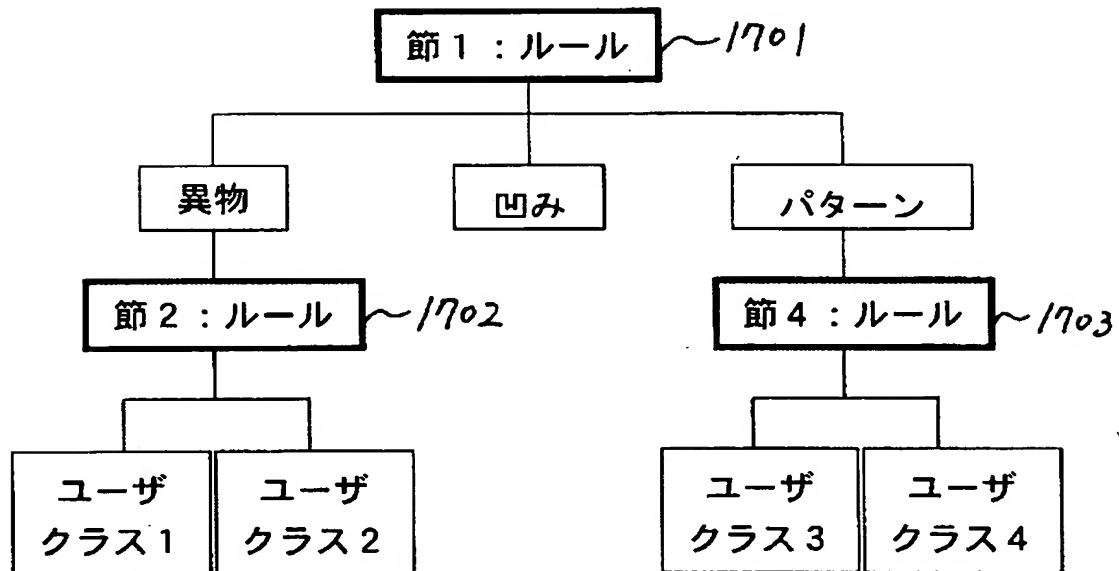 節1：ルール
1701
異物
凹み
パターン
節2：ルール
1702
節4：ルール
1703
ユーザ
クラス1
ユーザ
クラス2
ユーザ
クラス3
ユーザ
クラス4